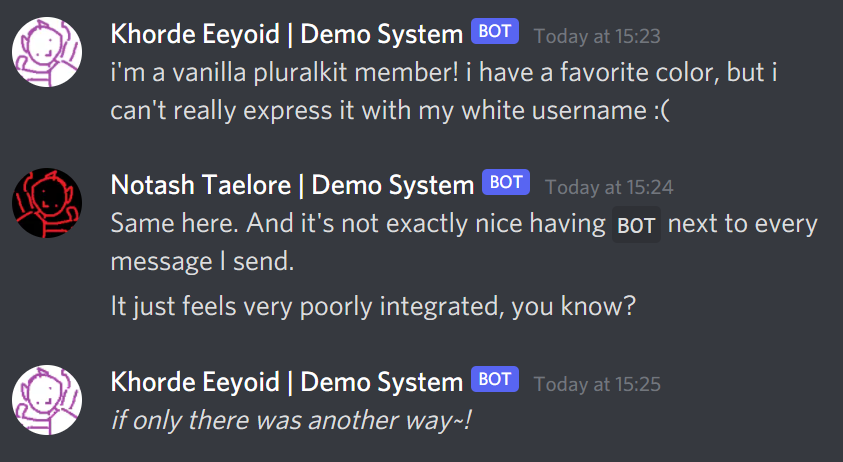 Khorde Eeyoid | Demo System BOT Today at 15:23
i'm a vanilla pluralkit member! i have a favorite color, but i
can't really express it with my white username :(
Notash Taelore | Demo System BOT Today at 15:24
Same here. And it's not exactly nice having BOT next to every
message I send.
It just feels very poorly integrated, you know?
Khorde Eeyoid | Demo System BOT Today at 15:25
if only there was another way~!